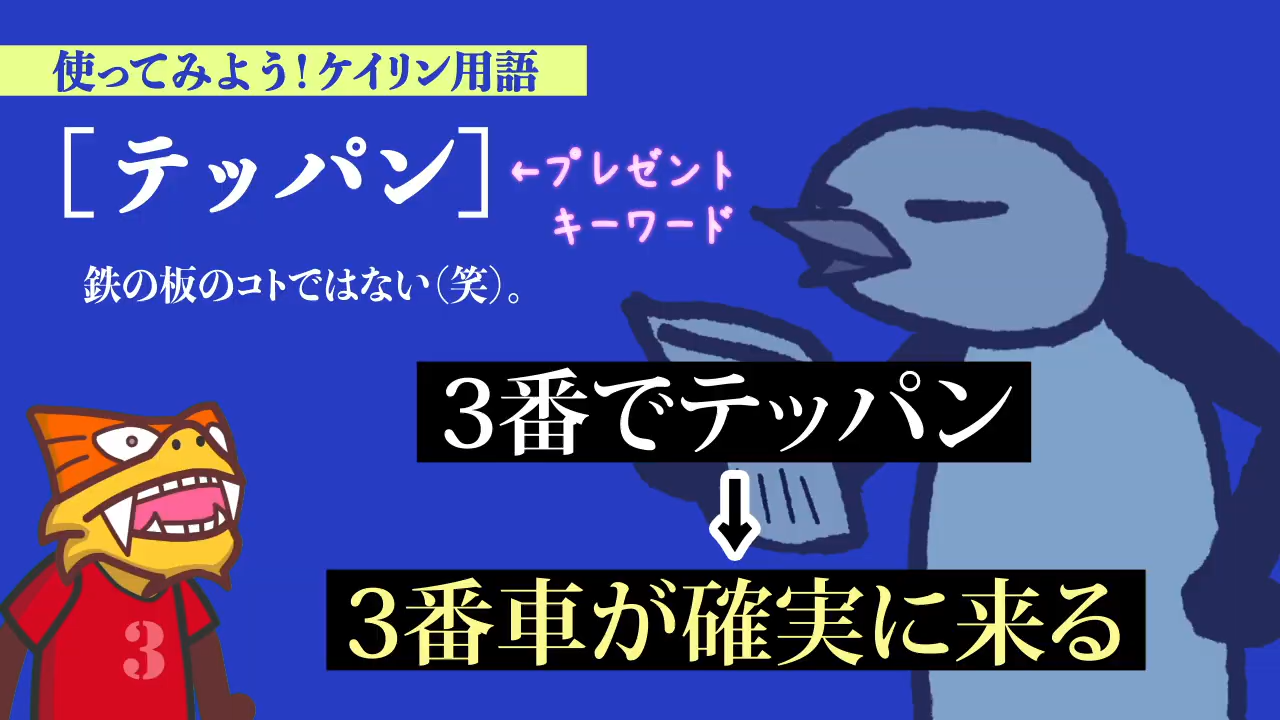 使ってみよう！ケイリン用語
［テッパン］
←プレゼント
キーワード
鉄の板のコトではない（笑）。
3番でテッパン
↓
3番車が確実に来る
3